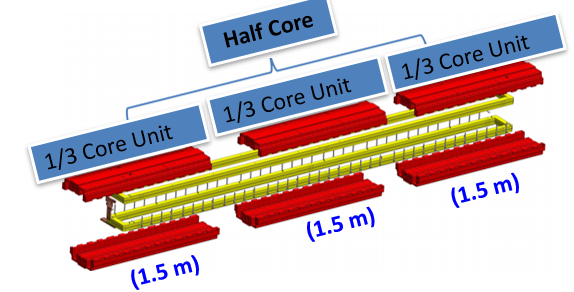 Half Core
1/3 Core Unit
1/3 Core Unit
1/3 Core Unit
(1.5 m)
(1.5 m)
(1.5 m)